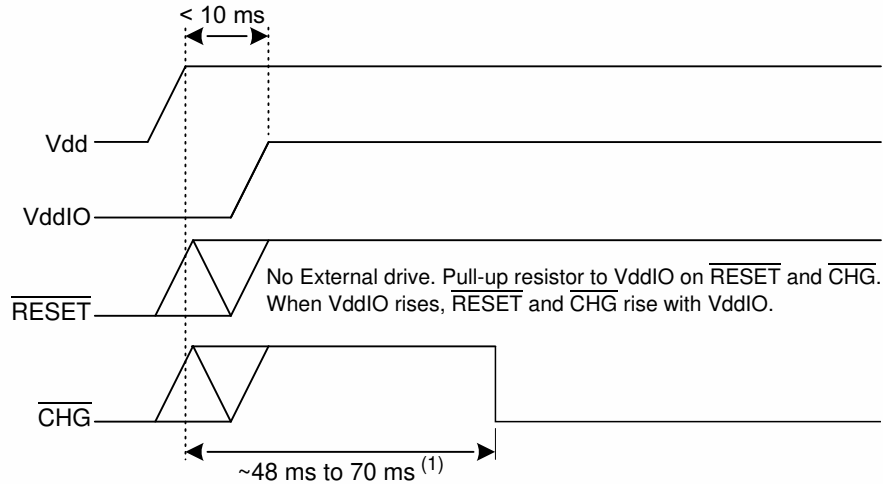 < 10 ms
Vdd
VddIO
No External drive. Pull-up resistor to VddIO on RESET and CHG.
When VddIO rises, RESET and CHG rise with VddIO.
RESET
CHG
~48 ms to 70 ms (1)